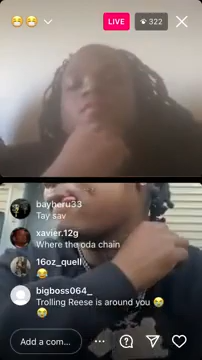 😂😂
LIVE
322
bayheru33
Tay sav
xavier.12g
Where the oda chain
16oz_quell
😂
bigboss064_
Trolling Reese is around you 😭
😭
Add a com...